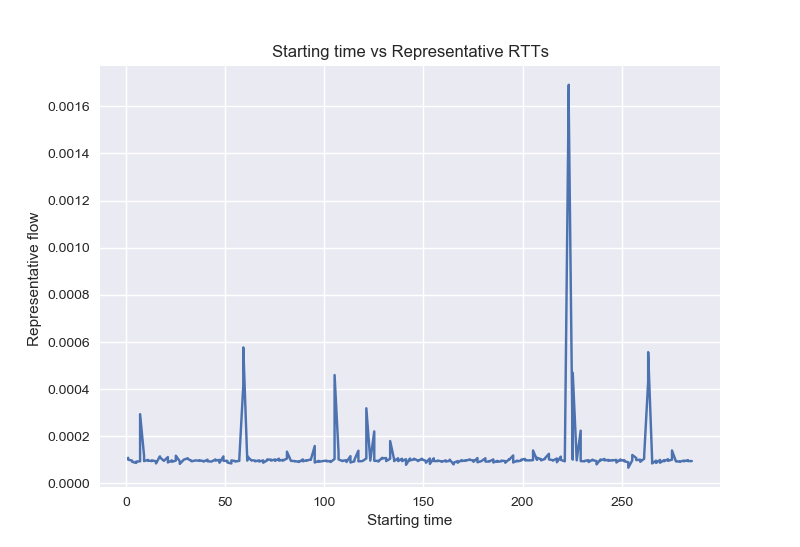 Starting time vs Representative RTTs
0.0016
0.0014
0.0012
0.0010
0.0008
0.0006
0.0004
0.0002
0.0000
Representative flow
0 50 100 150 200 250
Starting time